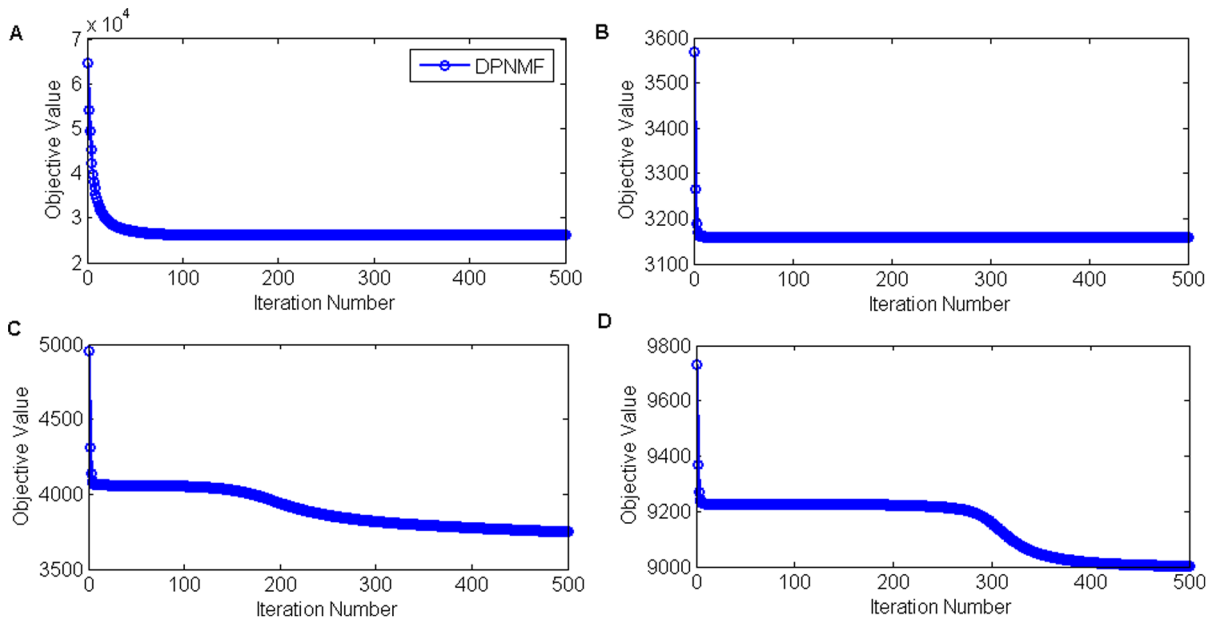 A
x 10^4
7
6
5
4
3
2
Objective Value
0 100 200 300 400 500
Iteration Number
DPNMF
B
3600
3500
3400
3300
3200
3100
Objective Value
0 100 200 300 400 500
Iteration Number
C
5000
4500
4000
3500
Objective Value
0 100 200 300 400 500
Iteration Number
D
9800
9600
9400
9200
9000
Objective Value
0 100 200 300 400 500
Iteration Number